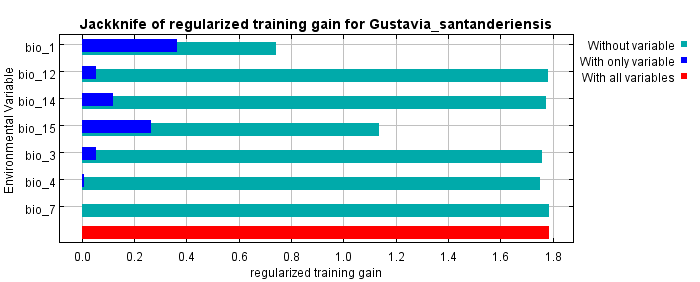 Jackknife of regularized training gain for Gustavia_santanderiensis
Without variable
With only variable
With all variables
Environmental Variable
bio_1
bio_12
bio_14
bio_15
bio_3
bio_4
bio_7
0.0 0.2 0.4 0.6 0.8 1.0 1.2 1.4 1.6 1.8
regularized training gain